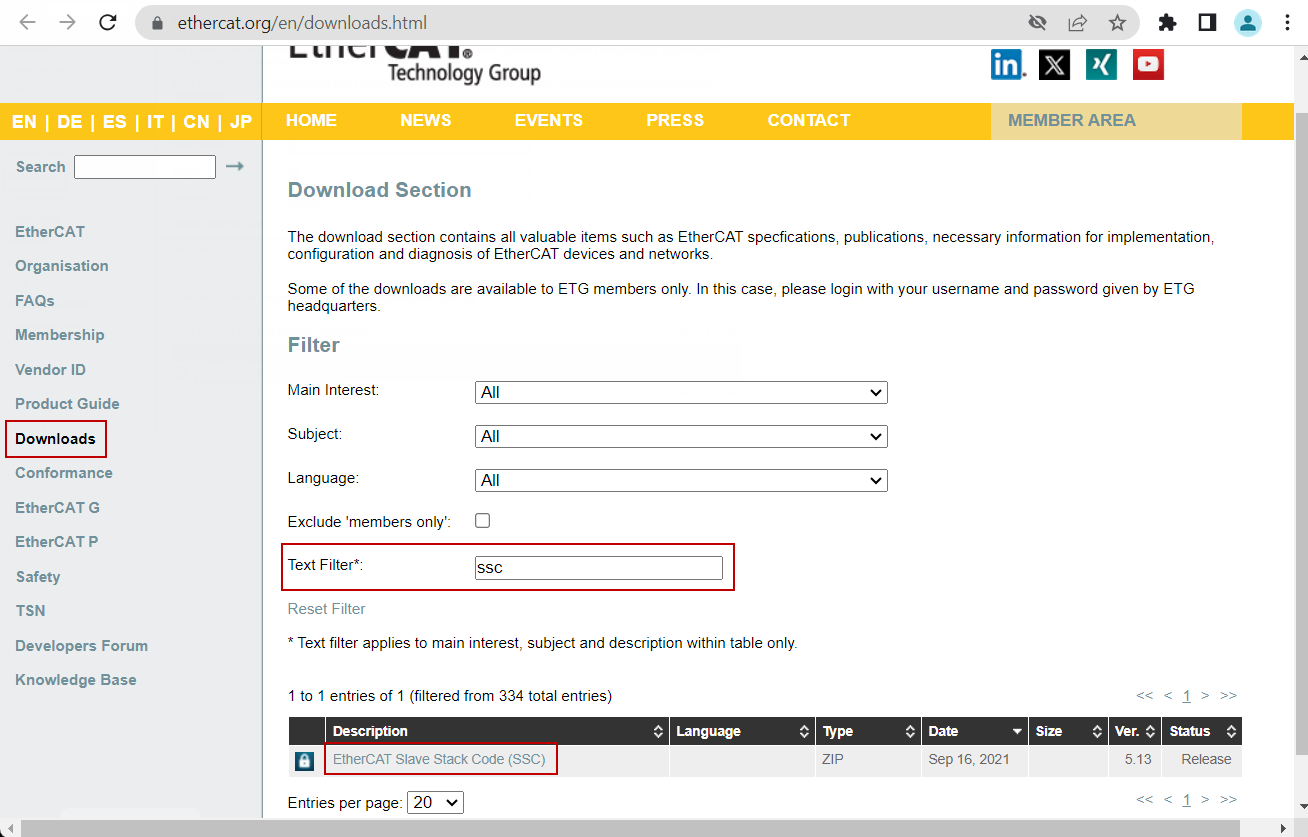 ethercat.org/en/downloads.html
EtherCAT®
Technology Group
in.
EN | DE | ES | IT | CN | JP
HOME NEWS EVENTS PRESS CONTACT MEMBER AREA
Search
Download Section
EtherCAT
Organisation
FAQs
Membership
Vendor ID
Product Guide
Downloads
Conformance
EtherCAT G
EtherCAT P
Safety
TSN
Developers Forum
Knowledge Base
The download section contains all valuable items such as EtherCAT specfications, publications, necessary information for implementation,
configuration and diagnosis of EtherCAT devices and networks.
Some of the downloads are available to ETG members only. In this case, please login with your username and password given by ETG
headquarters.
Filter
Main Interest: All
Subject: All
Language: All
Exclude 'members only':
Text Filter*: ssc
Reset Filter
* Text filter applies to main interest, subject and description within table only.
1 to 1 entries of 1 (filtered from 334 total entries) << < 1 > >>
Description Language Type Date Size Ver. Status
EtherCAT Slave Stack Code (SSC) ZIP Sep 16, 2021 5.13 Release
Entries per page: 20 << < 1 > >>